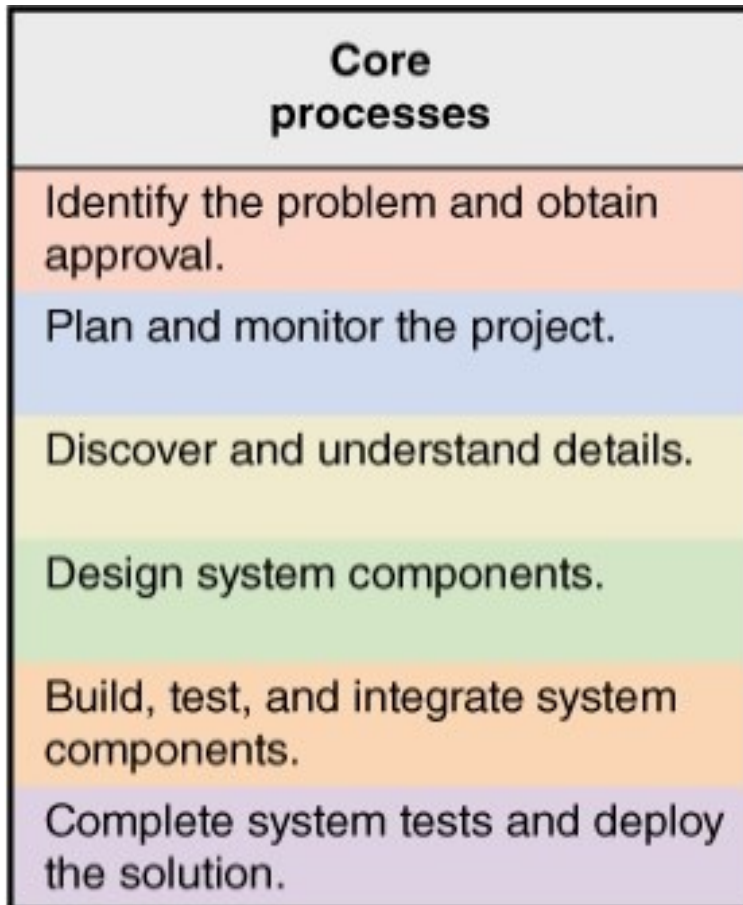 Core
processes
Identify the problem and obtain
approval.
Plan and monitor the project.
Discover and understand details.
Design system components.
Build, test, and integrate system
components.
Complete system tests and deploy
the solution.